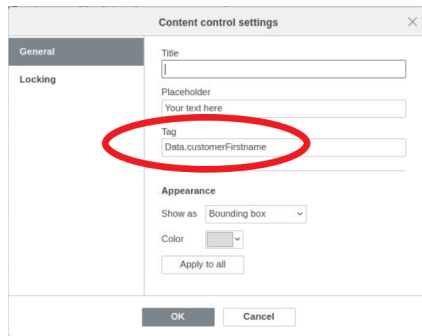 Content control settings
General
Locking
Title
Placeholder
Your text here
Tag
Data.customerFirstname
Appearance
Show as Bounding box
Color
Apply to all
OK Cancel